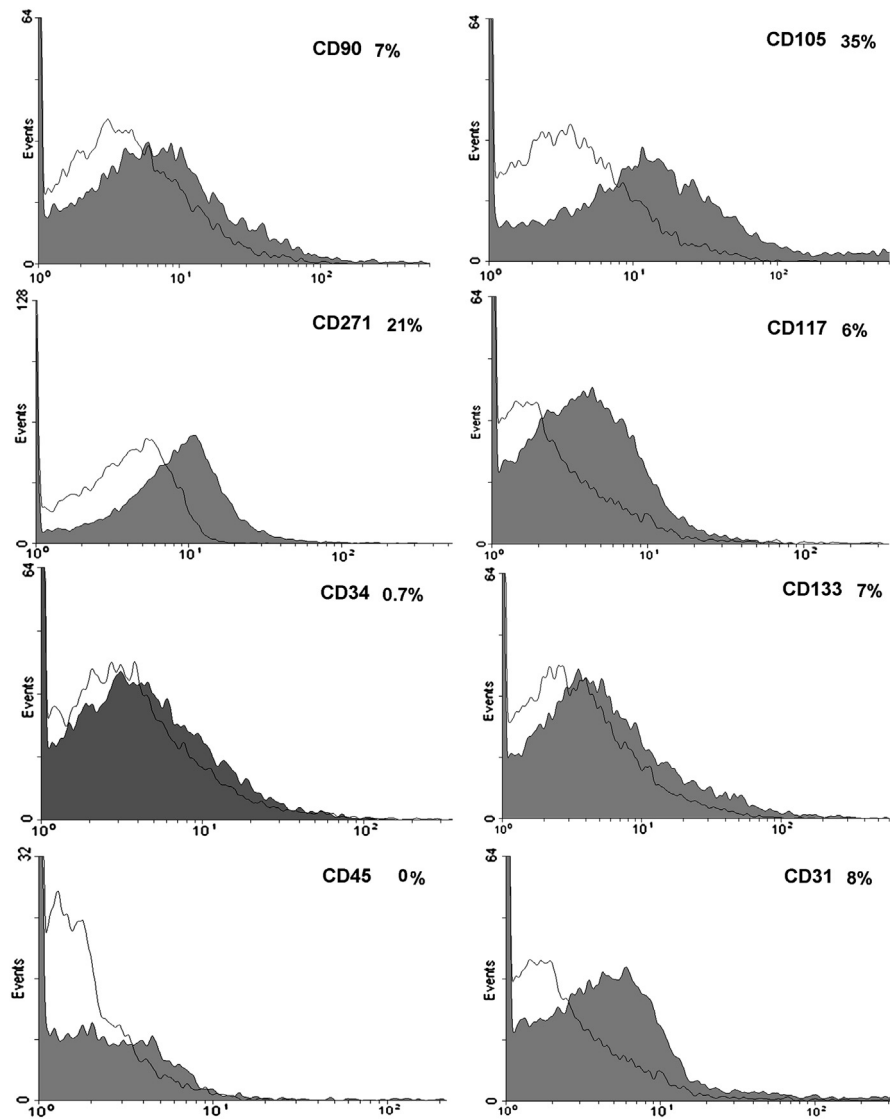 64
CD90 7%
Events
0
10⁰ 10¹ 10²
64
CD105 35%
Events
0
10⁰ 10¹ 10²
128
CD271 21%
Events
0
10⁰ 10¹ 10²
64
CD117 6%
Events
0
10⁰ 10¹ 10²
64
CD34 0.7%
Events
0
10⁰ 10¹ 10²
64
CD133 7%
Events
0
10⁰ 10¹ 10²
32
CD45 0%
Events
0
10⁰ 10¹ 10²
64
CD31 8%
Events
0
10⁰ 10¹ 10²